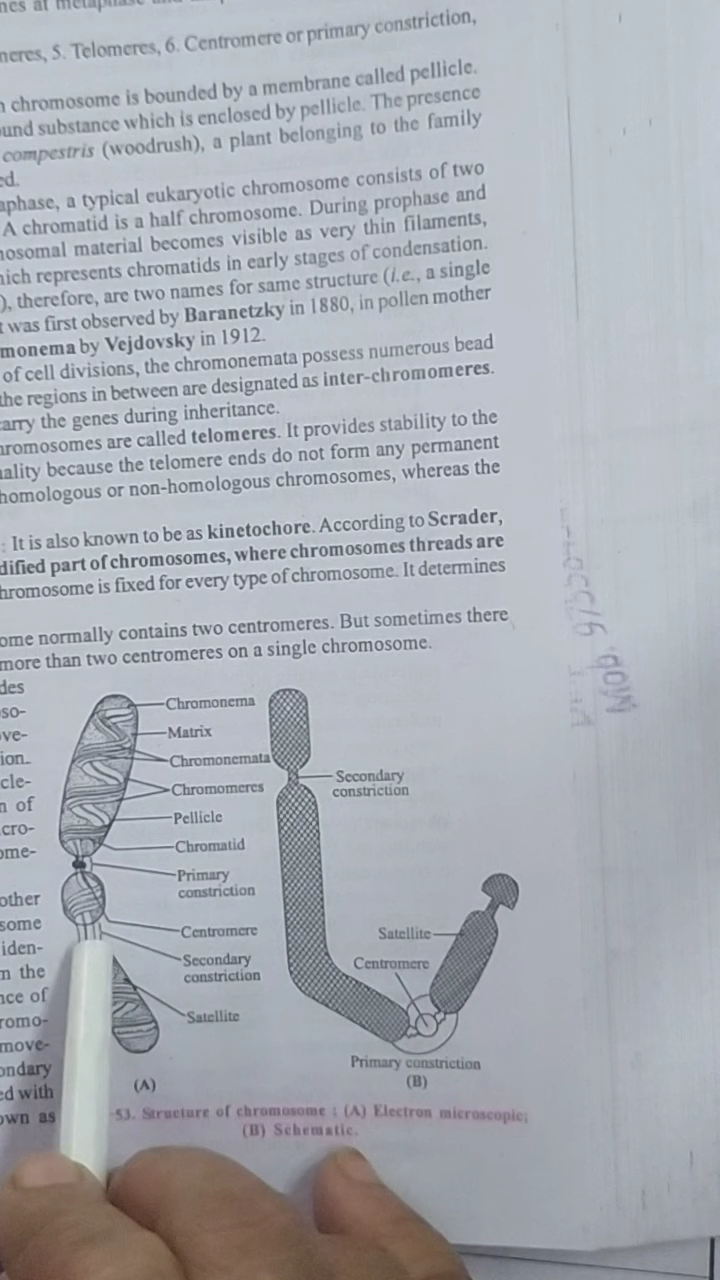 nes at metaphase and
neres, 5. Telomeres, 6. Centromere or primary constriction,
n chromosome is bounded by a membrane called pellicle.
und substance which is enclosed by pellicle. The presence
compestris (woodrush), a plant belonging to the family
ed.
aphase, a typical eukaryotic chromosome consists of two
A chromatid is a half chromosome. During prophase and
nosomal material becomes visible as very thin filaments,
hich represents chromatids in early stages of condensation.
), therefore, are two names for same structure (i.e., a single
t was first observed by Baranetzky in 1880, in pollen mother
monema by Vejdovsky in 1912.
of cell divisions, the chromonemata possess numerous bead
the regions in between are designated as inter-chromomeres.
carry the genes during inheritance.
hromosomes are called telomeres. It provides stability to the
nality because the telomere ends do not form any permanent
homologous or non-homologous chromosomes, whereas the
: It is also known to be as kinetochore. According to Scrader,
dified part of chromosomes, where chromosomes threads are
hromosome is fixed for every type of chromosome. It determines
ome normally contains two centromeres. But sometimes there
more than two centromeres on a single chromosome.
des
so-
ve-
ion.
cle-
n of
cro-
ome-
other
some
iden-
n the
nce of
romo-
move-
ondary
ed with
own as
Chromonema
Matrix
Chromonemata
Chromomeres
Pellicle
Chromatid
Primary
constriction
Centromere
Secondary
constriction
Satellite
(A)
Secondary
constriction
Satellite
Centromere
Primary constriction
(B)
53. Structure of chromosome : (A) Electron microscopic;
(B) Schematic.